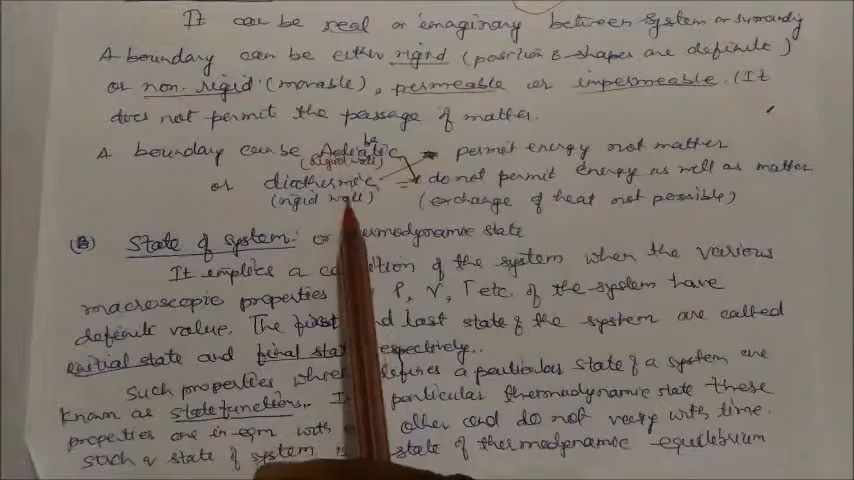 It can be real or imaginary between system or surrounding
A boundary can be either rigid (position & shapes are definite)
or non. rigid (movable), permeable or impermeable. (It
does not permit the passage of matter.
A boundary can be Adiabatic permit energy not matter
(rigid wall)
or diathermic = do not permit energy as well as matter
(rigid wall) (exchange of heat not possible)
(B) State of system: or thermodynamic state
It implies a condition of the system when the various
macroscopic properties P, V, T etc. of the system have
definite value. The first and last state of the system are called
initial state and final state respectively..
Such properties which defines a particular state of a system are
known as state functions. particular thermodynamic state these
properties are in eqm with other and do not vary with time.
such a state of system is state of thermodynamic equilibrium